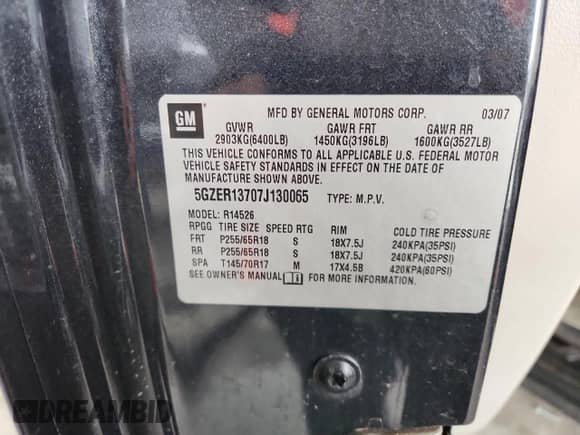 GM
MFD BY GENERAL MOTORS CORP. 03/07
GVWR GAWR FRT GAWR RR
2903KG(6400LB) 1450KG(3196LB) 1600KG(3527LB)
THIS VEHICLE CONFORMS TO ALL APPLICABLE U.S. FEDERAL MOTOR
VEHICLE SAFETY STANDARDS IN EFFECT ON THE DATE OF
MANUFACTURE SHOWN ABOVE.
5GZER13707J130065 TYPE: M.P.V.
MODEL: R14526
RPGG TIRE SIZE SPEED RTG RIM COLD TIRE PRESSURE
FRT P255/65R18 S 18X7.5J 240KPA(35PSI)
RR P255/65R18 S 18X7.5J 240KPA(35PSI)
SPA T145/70R17 M 17X4.5B 420KPA(60PSI)
SEE OWNER'S MANUAL FOR MORE INFORMATION.
DREAMBID